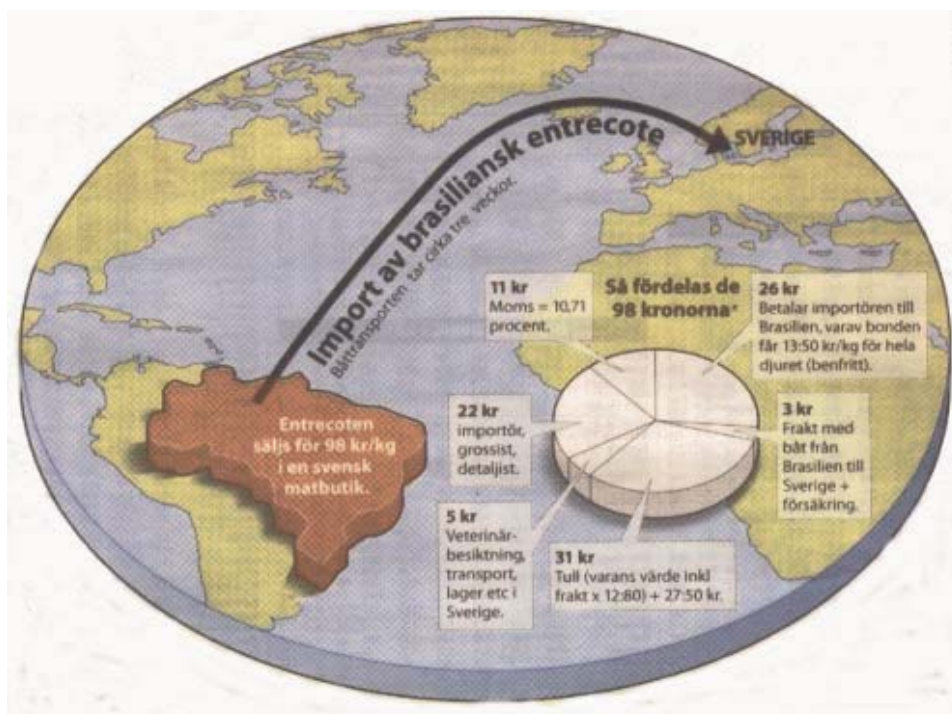 Import av brasiliansk entrecote
Båttransporten tar cirka tre veckor.
SVERIGE
Entrecoten
säljs för 98 kr/kg
i en svensk
matbutik.
Så fördelas de
98 kronorna*
11 kr
Moms = 10,71
procent.
26 kr
Betalar importören till
Brasilien, varav bonden
får 13:50 kr/kg för hela
djuret (benfritt).
22 kr
importör,
grossist,
detaljist.
3 kr
Frakt med
båt från
Brasilien till
Sverige +
försäkring.
5 kr
Veterinär-
besiktning,
transport,
lager etc i
Sverige.
31 kr
Tull (varans värde inkl
frakt x 12:80) + 27:50 kr.